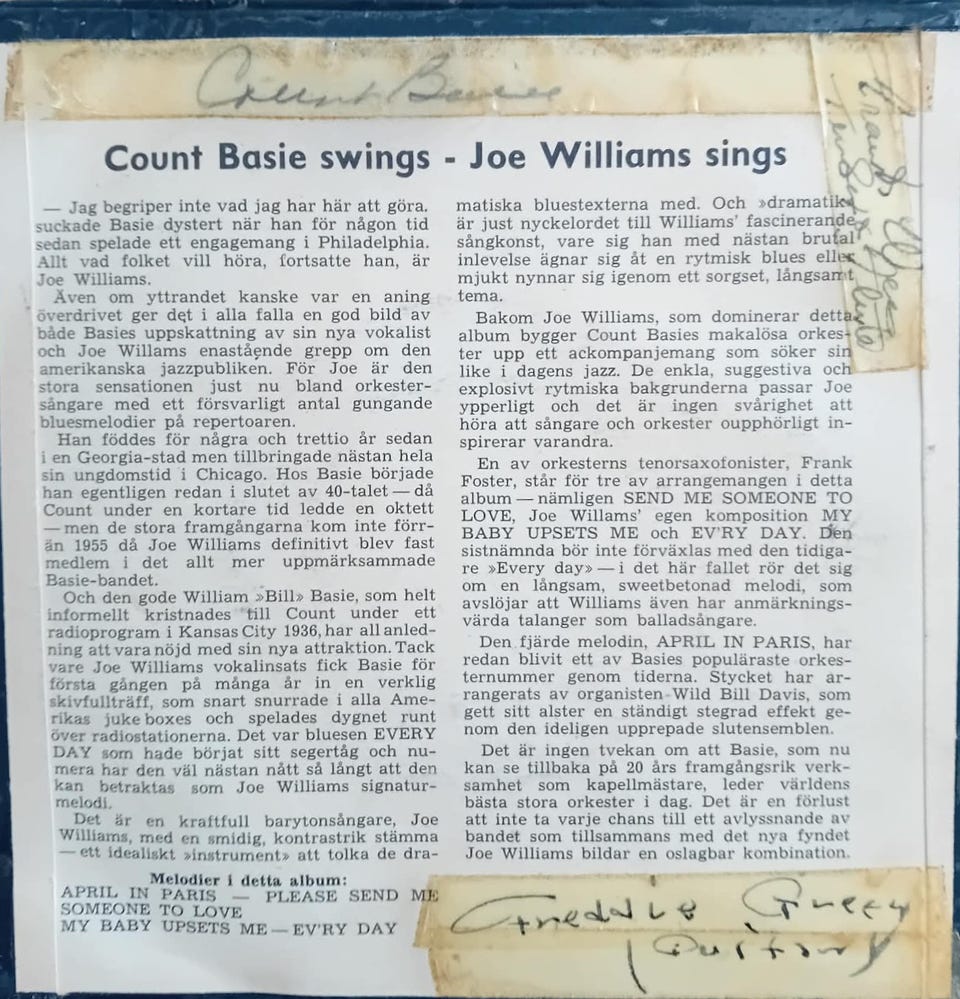 Count Basie
Count Basie swings - Joe Williams sings
— Jag begriper inte vad jag har här att göra.
suckade Basie dystert när han för någon tid
sedan spelade ett engagemang i Philadelphia.
Allt vad folket vill höra, fortsatte han, är
Joe Williams.
Även om yttrandet kanske var en aning
överdrivet ger det i alla falla en god bild av
både Basies uppskattning av sin nya vokalist
och Joe Willams enastående grepp om den
amerikanska jazzpubliken. För Joe är den
stora sensationen just nu bland orkester-
sångare med ett försvarligt antal gungande
bluesmelodier på repertoaren.
Han föddes för några och trettio år sedan
i en Georgia-stad men tillbringade nästan hela
sin ungdomstid i Chicago. Hos Basie började
han egentligen redan i slutet av 40-talet — då
Count under en kortare tid ledde en oktett
— men de stora framgångarna kom inte förr-
än 1955 då Joe Williams definitivt blev fast
medlem i det allt mer uppmärksammade
Basie-bandet.
Och den gode William »Bill» Basie, som helt
informellt kristnades till Count under ett
radioprogram i Kansas City 1936, har all anled-
ning att vara nöjd med sin nya attraktion. Tack
vare Joe Williams vokalinsats fick Basie för
första gången på många år in en verklig
skivfullträff, som snart snurrade i alla Ame-
rikas juke boxes och spelades dygnet runt
över radiostationerna. Det var bluesen EVERY
DAY som hade börjat sitt segertåg och nu-
mera har den väl nästan nått så långt att den
kan betraktas som Joe Williams signatur-
melodi.
Det är en kraftfull barytonsångare, Joe
Williams, med en smidig, kontrastrik stämma
— ett idealiskt »instrument» att tolka de dra-
Melodier i detta album:
APRIL IN PARIS — PLEASE SEND ME
SOMEONE TO LOVE
MY BABY UPSETS ME — EV'RY DAY
matiska bluestexterna med. Och »dramatik»
är just nyckelordet till Williams' fascinerande
sångkonst, vare sig han med nästan brutal
inlevelse ägnar sig åt en rytmisk blues eller
mjukt nynnar sig igenom ett sorgset, långsamt
tema.
Bakom Joe Williams, som dominerar detta
album bygger Count Basies makalösa orkes-
ter upp ett ackompanjemang som söker sin
like i dagens jazz. De enkla, suggestiva och
explosivt rytmiska bakgrunderna passar Joe
ypperligt och det är ingen svårighet att
höra att sångare och orkester oupphörligt in-
spirerar varandra.
En av orkesterns tenorsaxofonister, Frank
Foster, står för tre av arrangemangen i detta
album — nämligen SEND ME SOMEONE TO
LOVE, Joe Willams' egen komposition MY
BABY UPSETS ME och EV'RY DAY. Den
sistnämnda bör inte förväxlas med den tidiga-
re »Every day» — i det här fallet rör det sig
om en långsam, sweetbetonad melodi, som
avslöjar att Williams även har anmärknings-
värda talanger som balladsångare.
Den fjärde melodin, APRIL IN PARIS, har
redan blivit ett av Basies populäraste orkes-
ternummer genom tiderna. Stycket har ar-
rangerats av organisten Wild Bill Davis, som
gett sitt alster en ständigt stegrad effekt ge-
nom den ideligen upprepade slutensemblen.
Det är ingen tvekan om att Basie, som nu
kan se tillbaka på 20 års framgångsrik verk-
samhet som kapellmästare, leder världens
bästa stora orkester i dag. Det är en förlust
att inte ta varje chans till ett avlyssnande av
bandet som tillsammans med det nya fyndet
Joe Williams bildar en oslagbar kombination.
Frank Wess
Tenor Sax & Flute
Freddie Green
Guitar